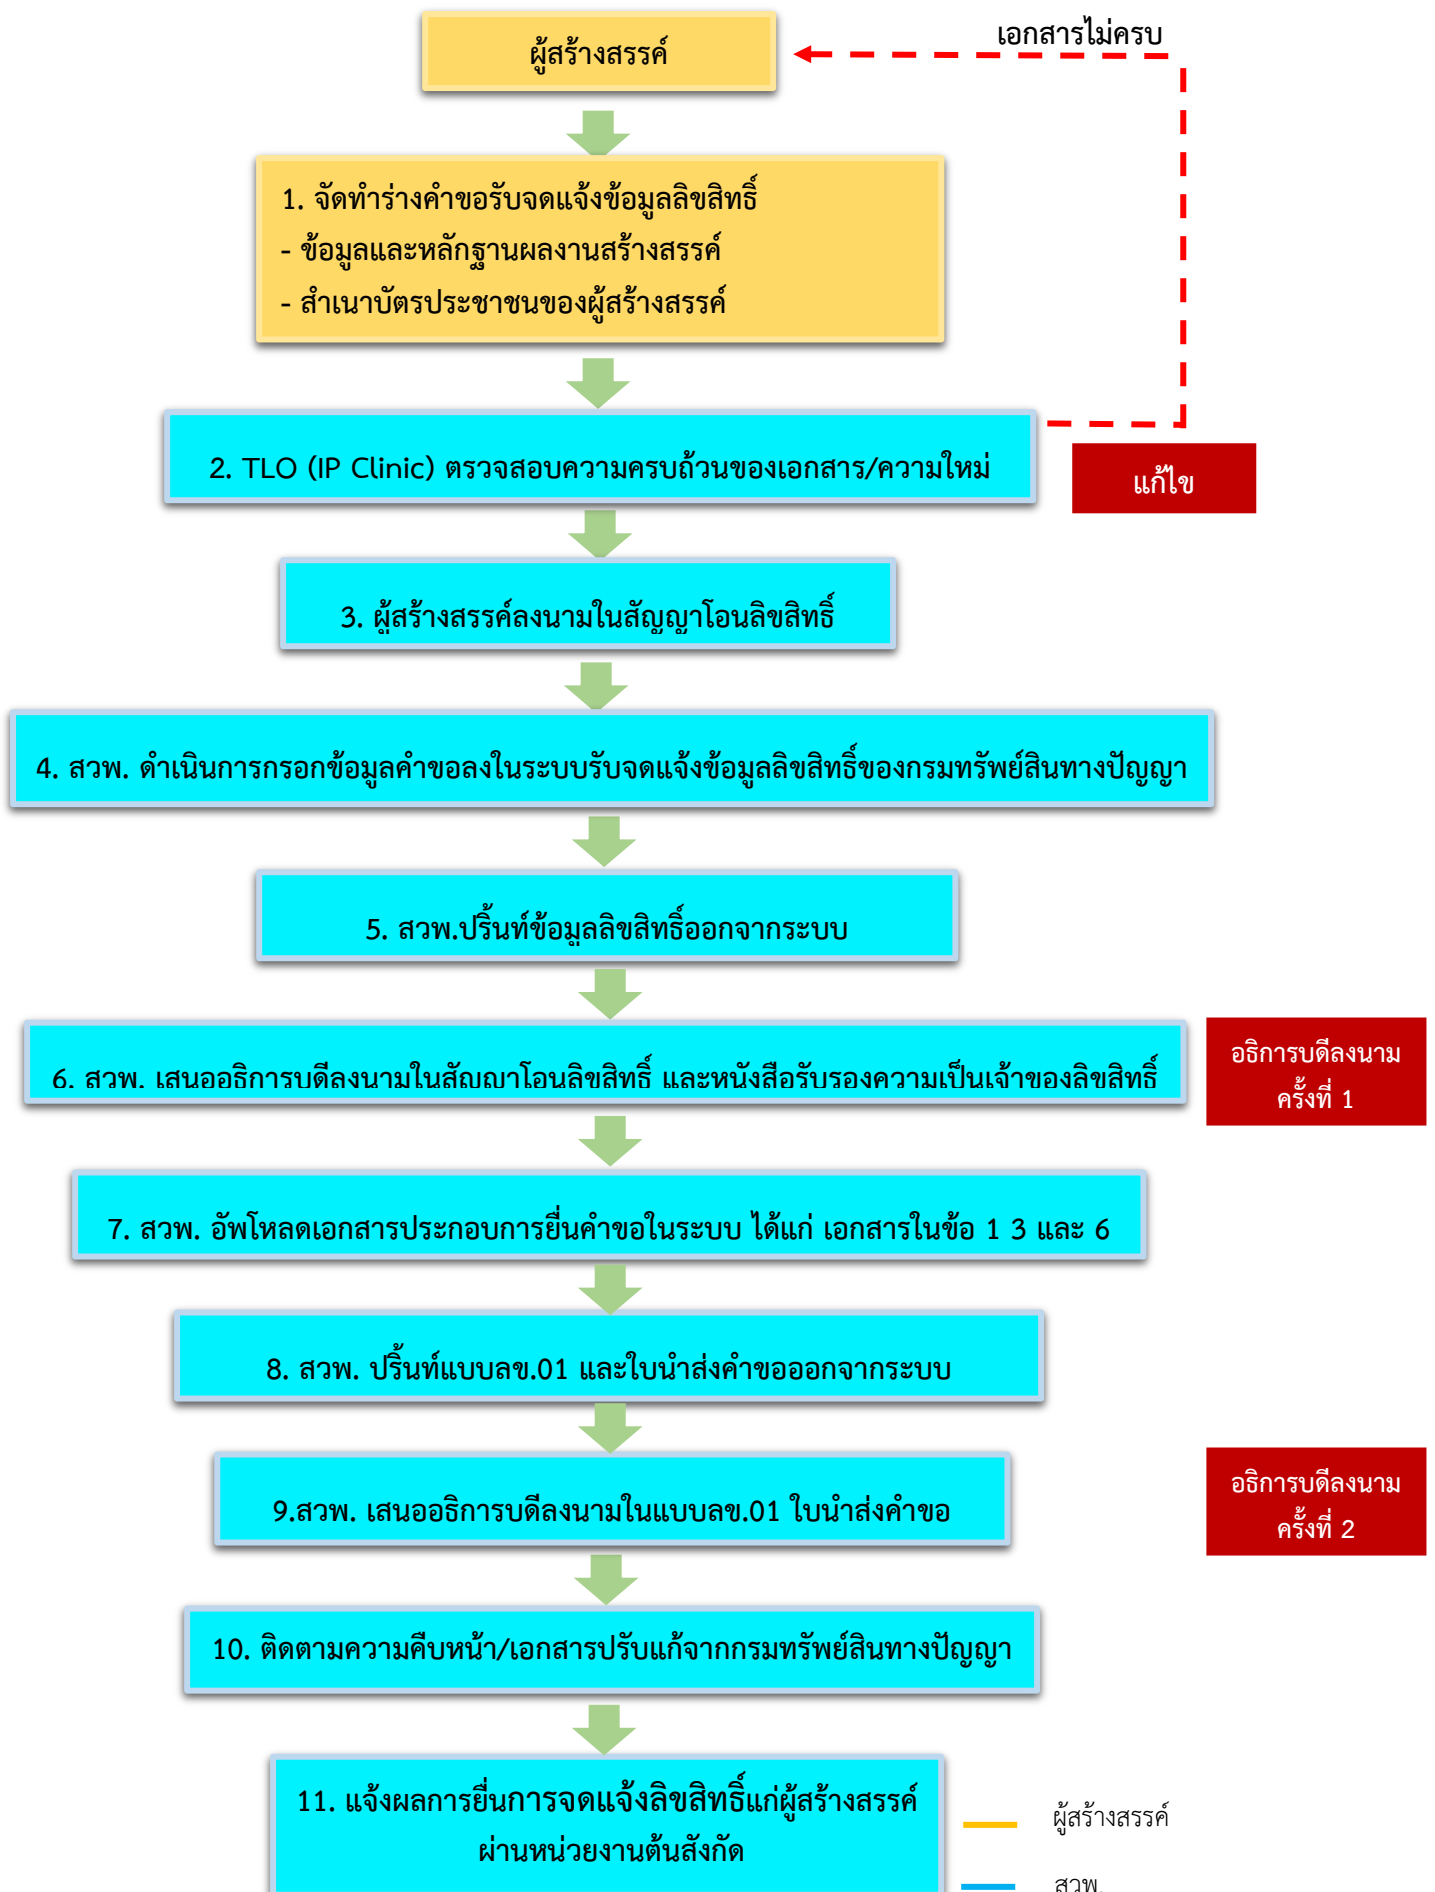 ผู้สร้างสรรค์
เอกสารไม่ครบ
1. จัดทำร่างคำขอรับจดแจ้งข้อมูลลิขสิทธิ์
- ข้อมูลและหลักฐานผลงานสร้างสรรค์
- สำเนาบัตรประชาชนของผู้สร้างสรรค์
2. TLO (IP Clinic) ตรวจสอบความครบถ้วนของเอกสาร/ความใหม่
แก้ไข
3. ผู้สร้างสรรค์ลงนามในสัญญาโอนลิขสิทธิ์
4. สวพ. ดำเนินการกรอกข้อมูลคำขอลงในระบบรับจดแจ้งข้อมูลลิขสิทธิ์ของกรมทรัพย์สินทางปัญญา
5. สวพ.ปริ้นท์ข้อมูลลิขสิทธิ์ออกจากระบบ
6. สวพ. เสนออธิการบดีลงนามในสัญญาโอนลิขสิทธิ์ และหนังสือรับรองความเป็นเจ้าของลิขสิทธิ์
อธิการบดีลงนาม
ครั้งที่ 1
7. สวพ. อัพโหลดเอกสารประกอบการยื่นคำขอในระบบ ได้แก่ เอกสารในข้อ 1 3 และ 6
8. สวพ. ปริ้นท์แบบลข.01 และใบนำส่งคำขอออกจากระบบ
9.สวพ. เสนออธิการบดีลงนามในแบบลข.01 ใบนำส่งคำขอ
อธิการบดีลงนาม
ครั้งที่ 2
10. ติดตามความคืบหน้า/เอกสารปรับแก้จากกรมทรัพย์สินทางปัญญา
11. แจ้งผลการยื่นการจดแจ้งลิขสิทธิ์แก่ผู้สร้างสรรค์
ผ่านหน่วยงานต้นสังกัด
ผู้สร้างสรรค์
สวพ.